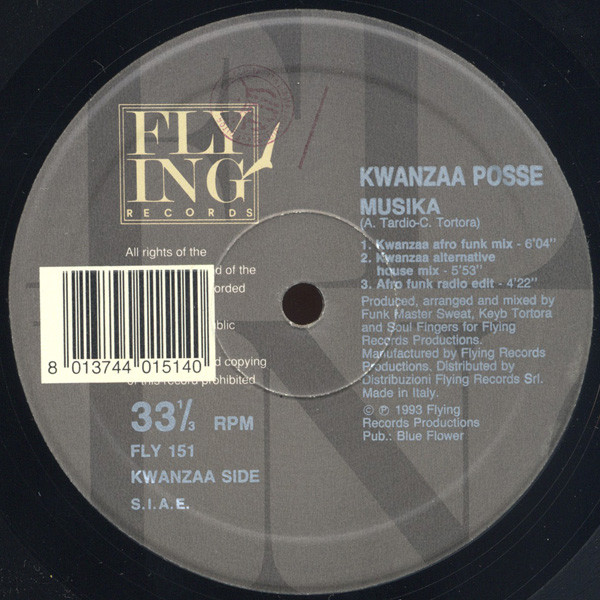 FLY
ING
RECORDS
KWANZAA POSSE
MUSIKA
(A. Tardio-C. Tortora)
1. Kwanzaa afro funk mix - 6'04"
2. Kwanzaa alternative
house mix - 5'53"
3. Afro funk radio edit - 4'22"
Produced, arranged and mixed by
Funk Master Sweat, Keyb Tortora
and Soul Fingers for Flying
Records Productions.
Manufactured by Flying Records
Productions. Distributed by
Distribuzioni Flying Records Srl.
Made in Italy.
© ℗ 1993 Flying
Records Productions
Pub.: Blue Flower
All rights of the
d of the
orded
blic
d copying
of this record prohibited
8 013744 015140
33⅓ RPM
FLY 151
KWANZAA SIDE
S.I.A.E.